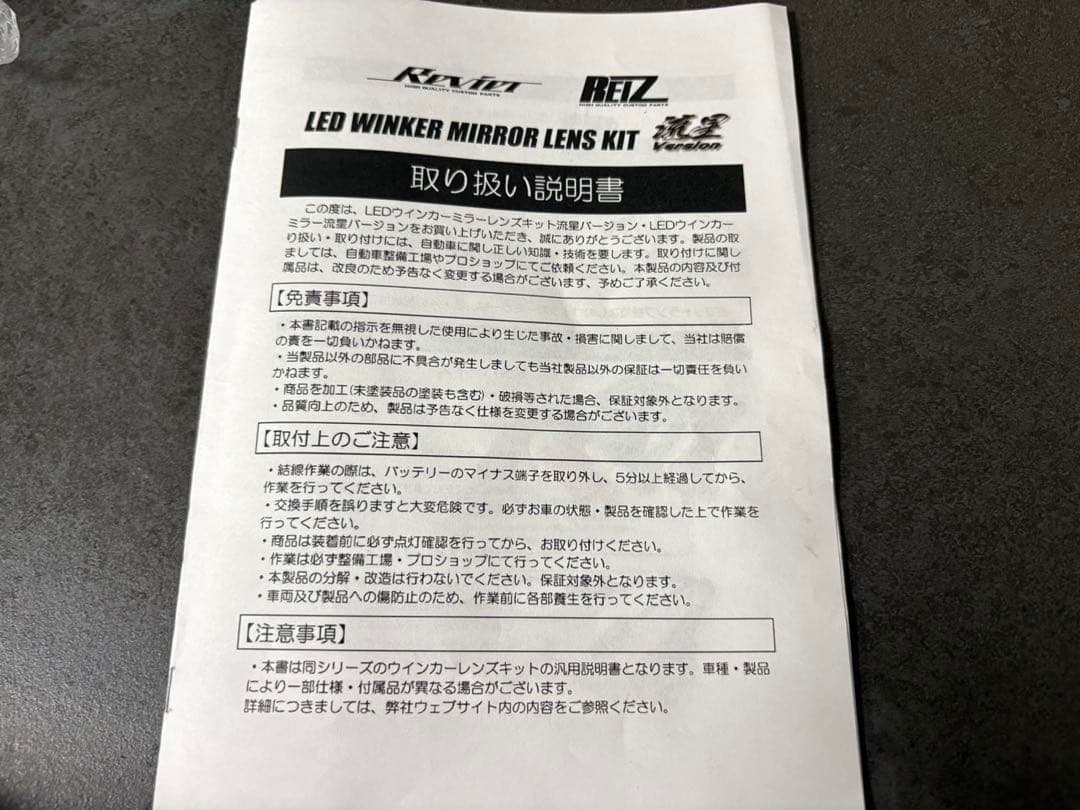 Revier REIZ
HIGH QUALITY CUSTOM PARTS HIGH QUALITY CUSTOM PARTS
LED WINKER MIRROR LENS KIT 流星 Version
取り扱い説明書
この度は、LEDウインカーミラーレンズキット流星バージョン・LEDウインカー
ミラー流星バージョンをお買い上げいただき、誠にありがとうございます。製品の取
り扱い・取り付けには、自動車に関し正しい知識・技術を要します。取り付けに関し
ましては、自動車整備工場やプロショップにてご依頼ください。本製品の内容及び付
属品は、改良のため予告なく変更する場合がございます、予めご了承ください。
【免責事項】
・本書記載の指示を無視した使用により生じた事故・損害に関しまして、当社は賠償
の責を一切負いかねます。
・当製品以外の部品に不具合が発生しましても当社製品以外の保証は一切責任を負い
かねます。
・商品を加工(未塗装品の塗装も含む)・破損等された場合、保証対象外となります。
・品質向上のため、製品は予告なく仕様を変更する場合がございます。
【取付上のご注意】
・結線作業の際は、バッテリーのマイナス端子を取り外し、5分以上経過してから、
作業を行ってください。
・交換手順を誤りますと大変危険です。必ずお車の状態・製品を確認した上で作業を
行ってください。
・商品は装着前に必ず点灯確認を行ってから、お取り付けください。
・作業は必ず整備工場・プロショップにて行ってください。
・本製品の分解・改造は行わないでください。保証対象外となります。
・車両及び製品への傷防止のため、作業前に各部養生を行ってください。
【注意事項】
・本書は同シリーズのウインカーレンズキットの汎用説明書となります。車種・製品
により一部仕様・付属品が異なる場合がございます。
詳細につきましては、弊社ウェブサイト内の内容をご参照ください。